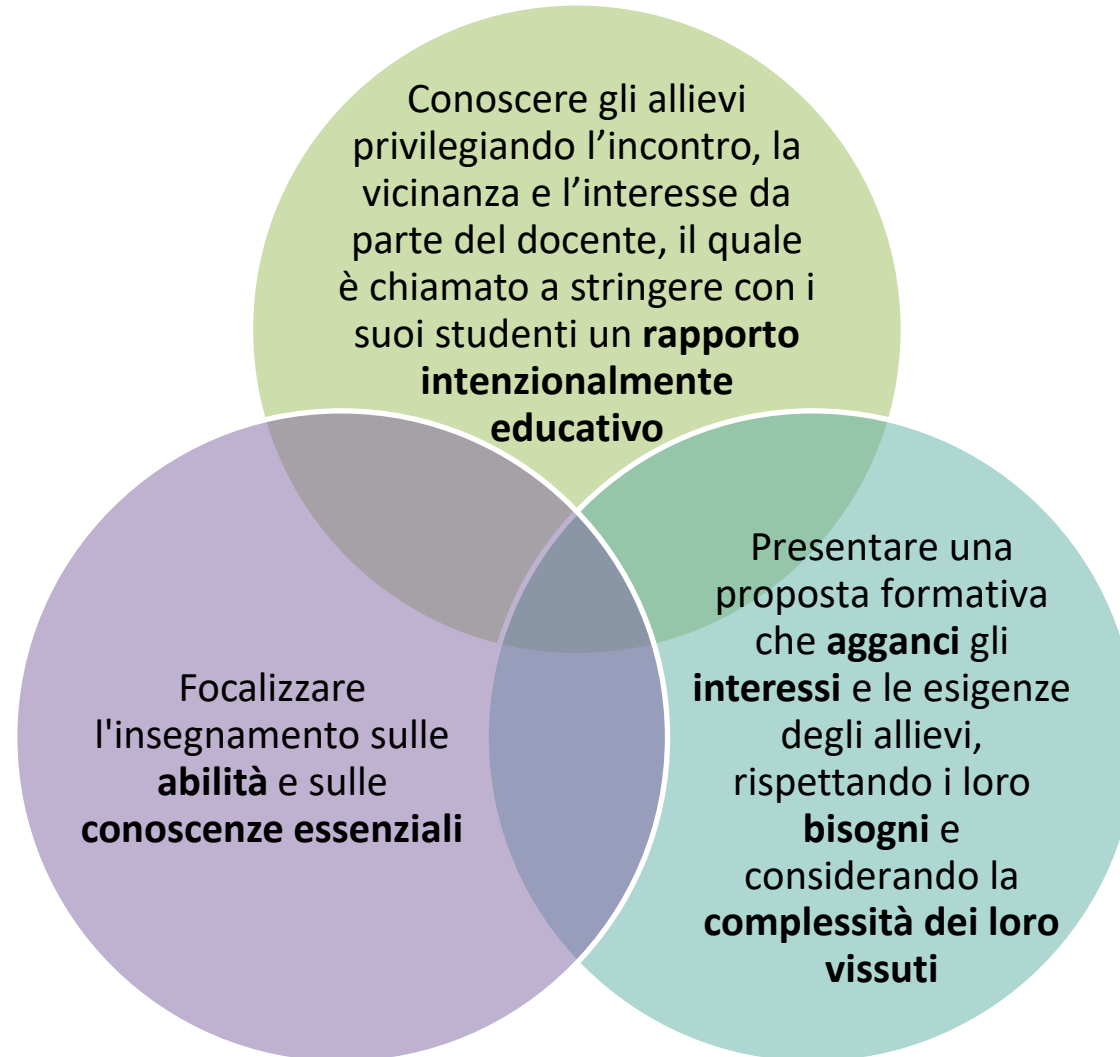 Conoscere gli allievi
privilegiando l’incontro, la
vicinanza e l’interesse da
parte del docente, il quale
è chiamato a stringere con i
suoi studenti un rapporto
intenzionalmente
educativo
Focalizzare
l'insegnamento sulle
abilità e sulle
conoscenze essenziali
Presentare una
proposta formativa
che agganci gli
interessi e le esigenze
degli allievi,
rispettando i loro
bisogni e
considerando la
complessità dei loro
vissuti